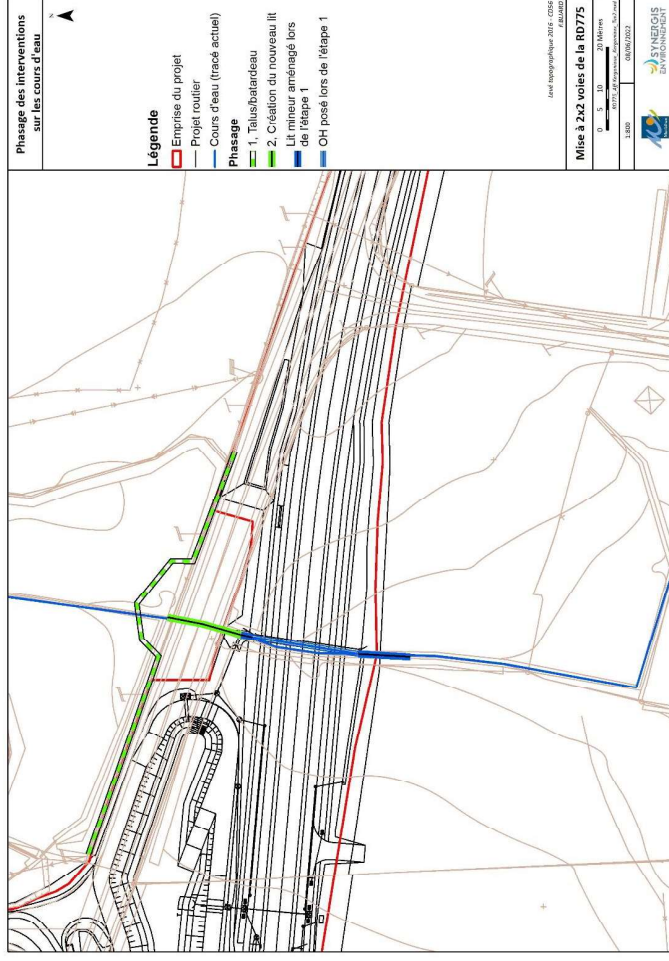 Phasage des interventions
sur les cours d'eau
N
Légende
Emprise du projet
Projet routier
Cours d'eau (tracé actuel)
Phasage
1, Talus/batardeau
2, Création du nouveau lit
Lit mineur aménagé lors
de l'étape 1
OH posé lors de l'étape 1
Levé topographique 2016 - CD56
F.BUARD
Mise à 2x2 voies de la RD775
0 5 10 20 Mètres
1:800
08/06/2022
SYNERGIS
ENVIRONNEMENT